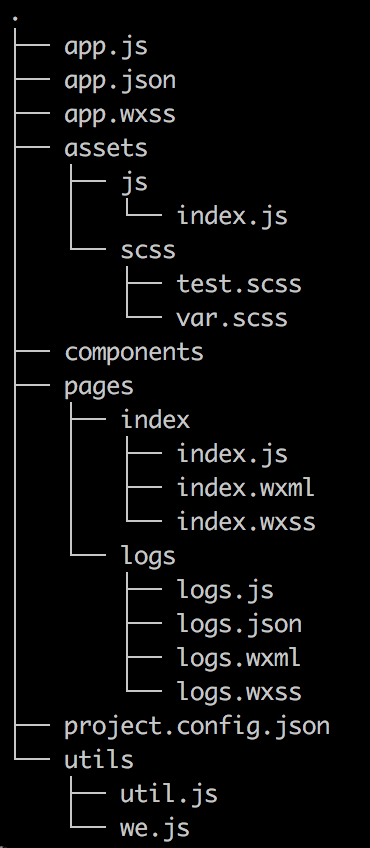 .
├── app.js
├── app.json
├── app.wxss
├── assets
│   ├── js
│   │   └── index.js
│   └── scss
│       ├── test.scss
│       └── var.scss
├── components
├── pages
│   ├── index
│   │   ├── index.js
│   │   ├── index.wxml
│   │   └── index.wxss
│   └── logs
│       ├── logs.js
│       ├── logs.json
│       ├── logs.wxml
│       └── logs.wxss
├── project.config.json
└── utils
    ├── util.js
    └── we.js